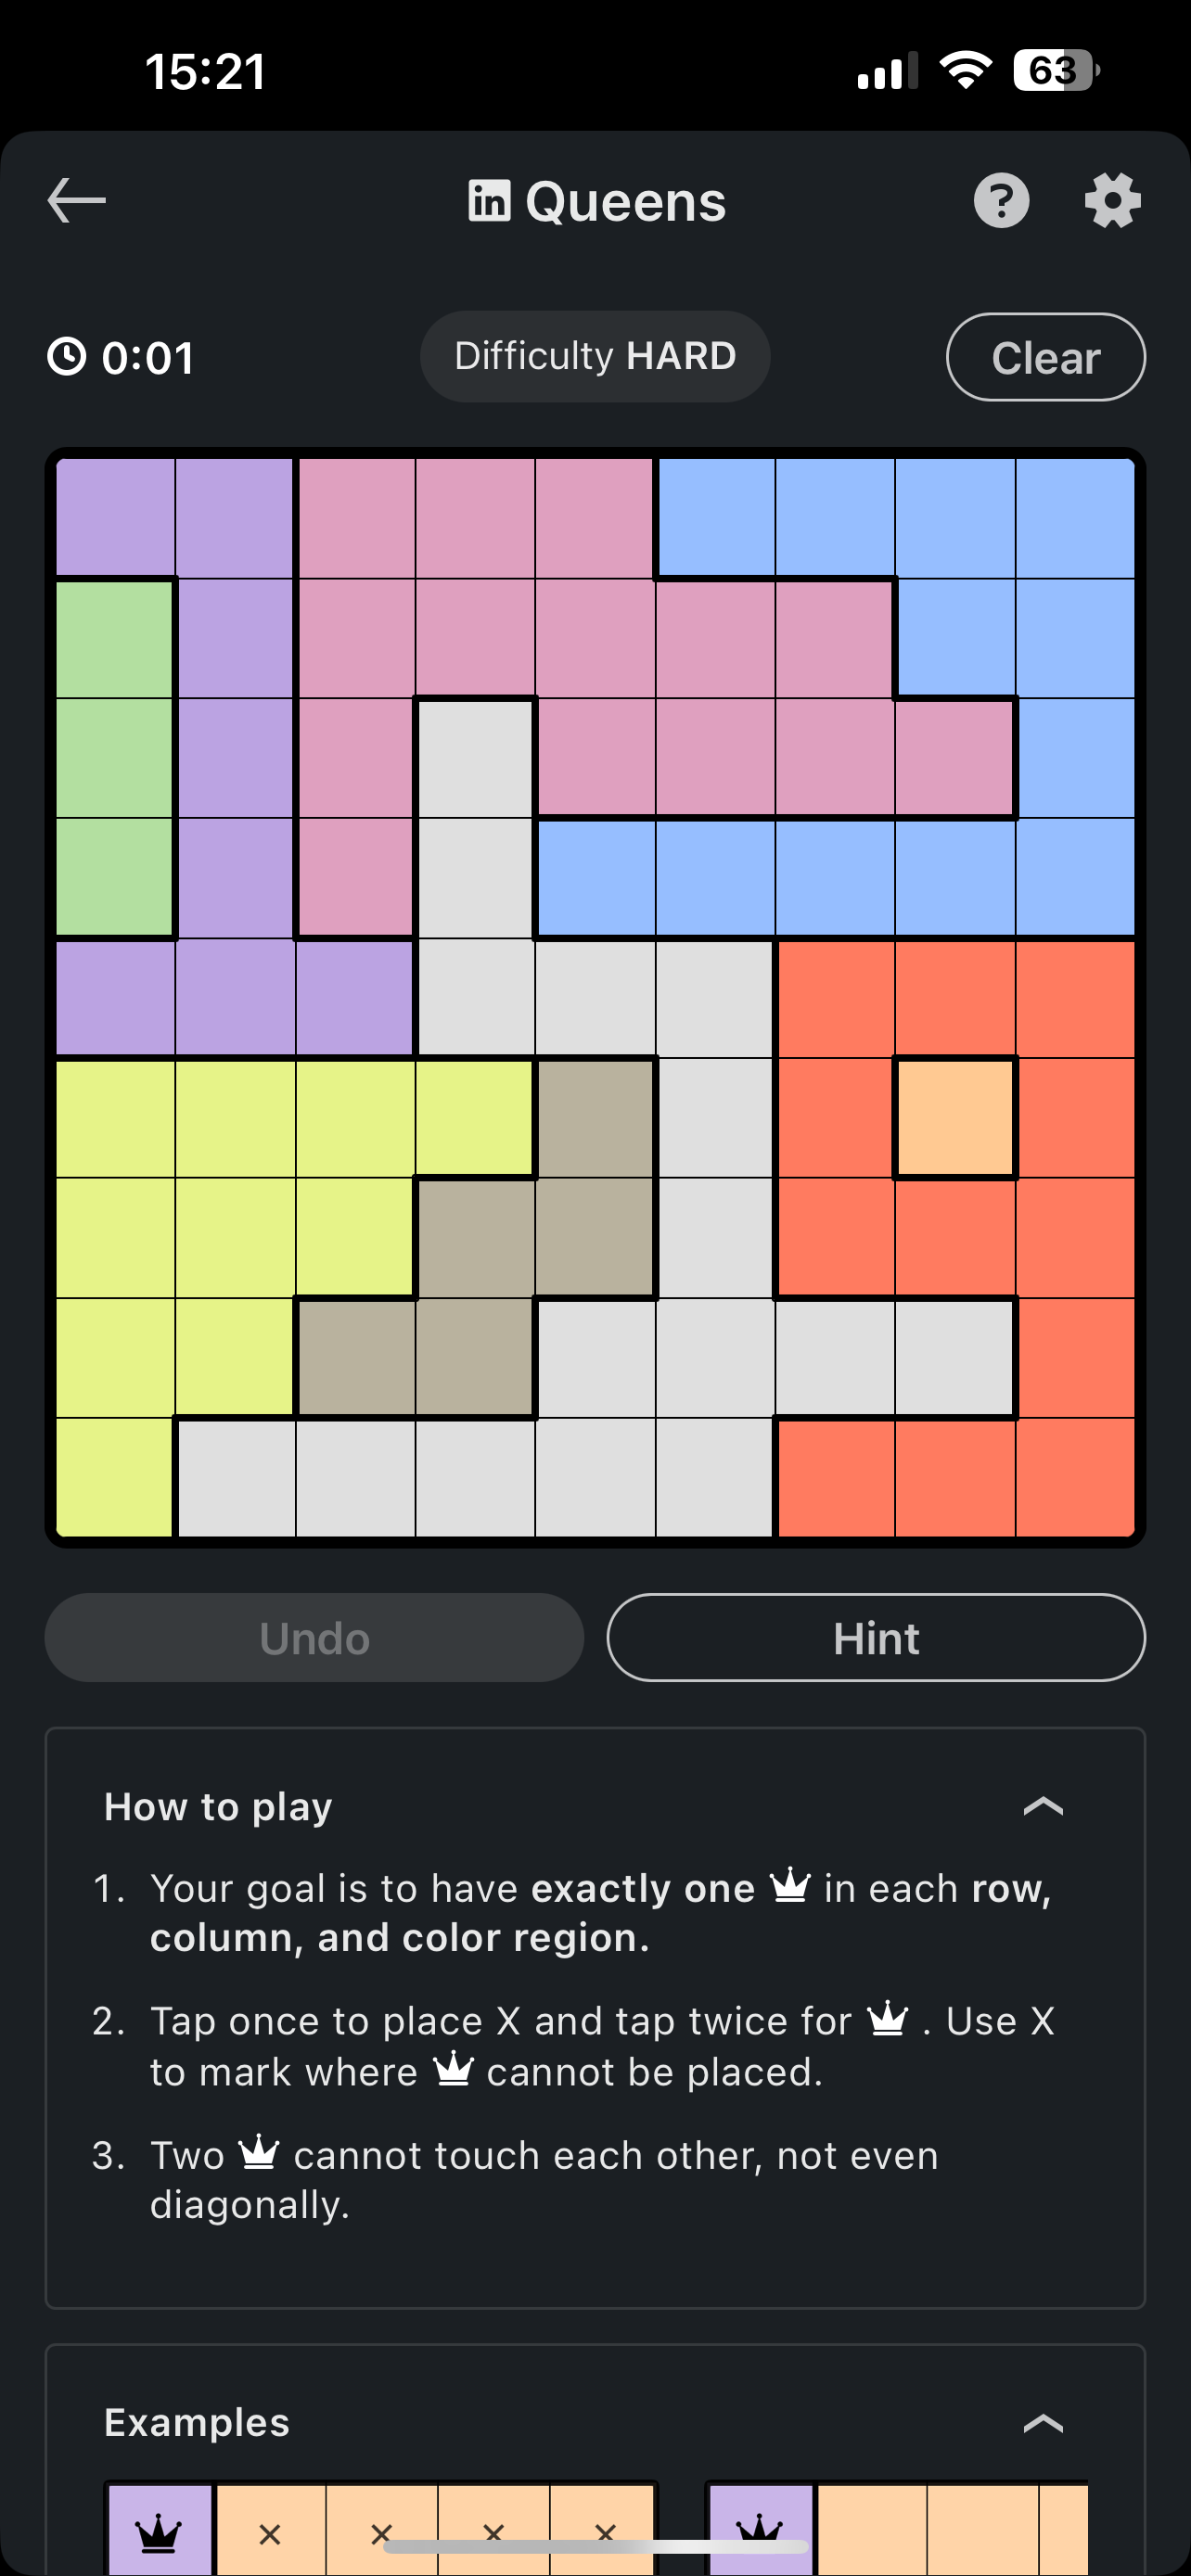 15:21
63
in Queens
?
0:01
Difficulty HARD
Clear
Undo
Hint
How to play
1. Your goal is to have exactly one in each row,
column, and color region.
2. Tap once to place X and tap twice for . Use X
to mark where cannot be placed.
3. Two cannot touch each other, not even
diagonally.
Examples